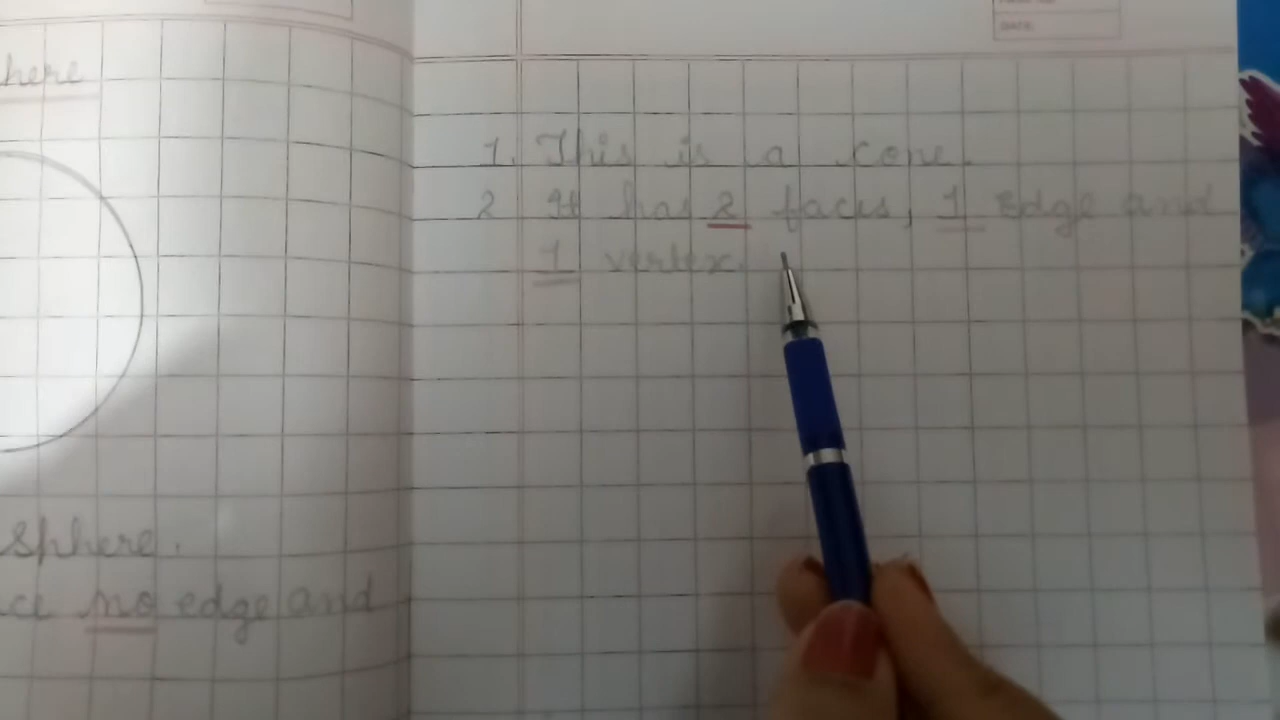 here
sphere.
no edge and
DATE
1. This is a cone.
2 It has 2 faces, 1 edge and
1 vertex.